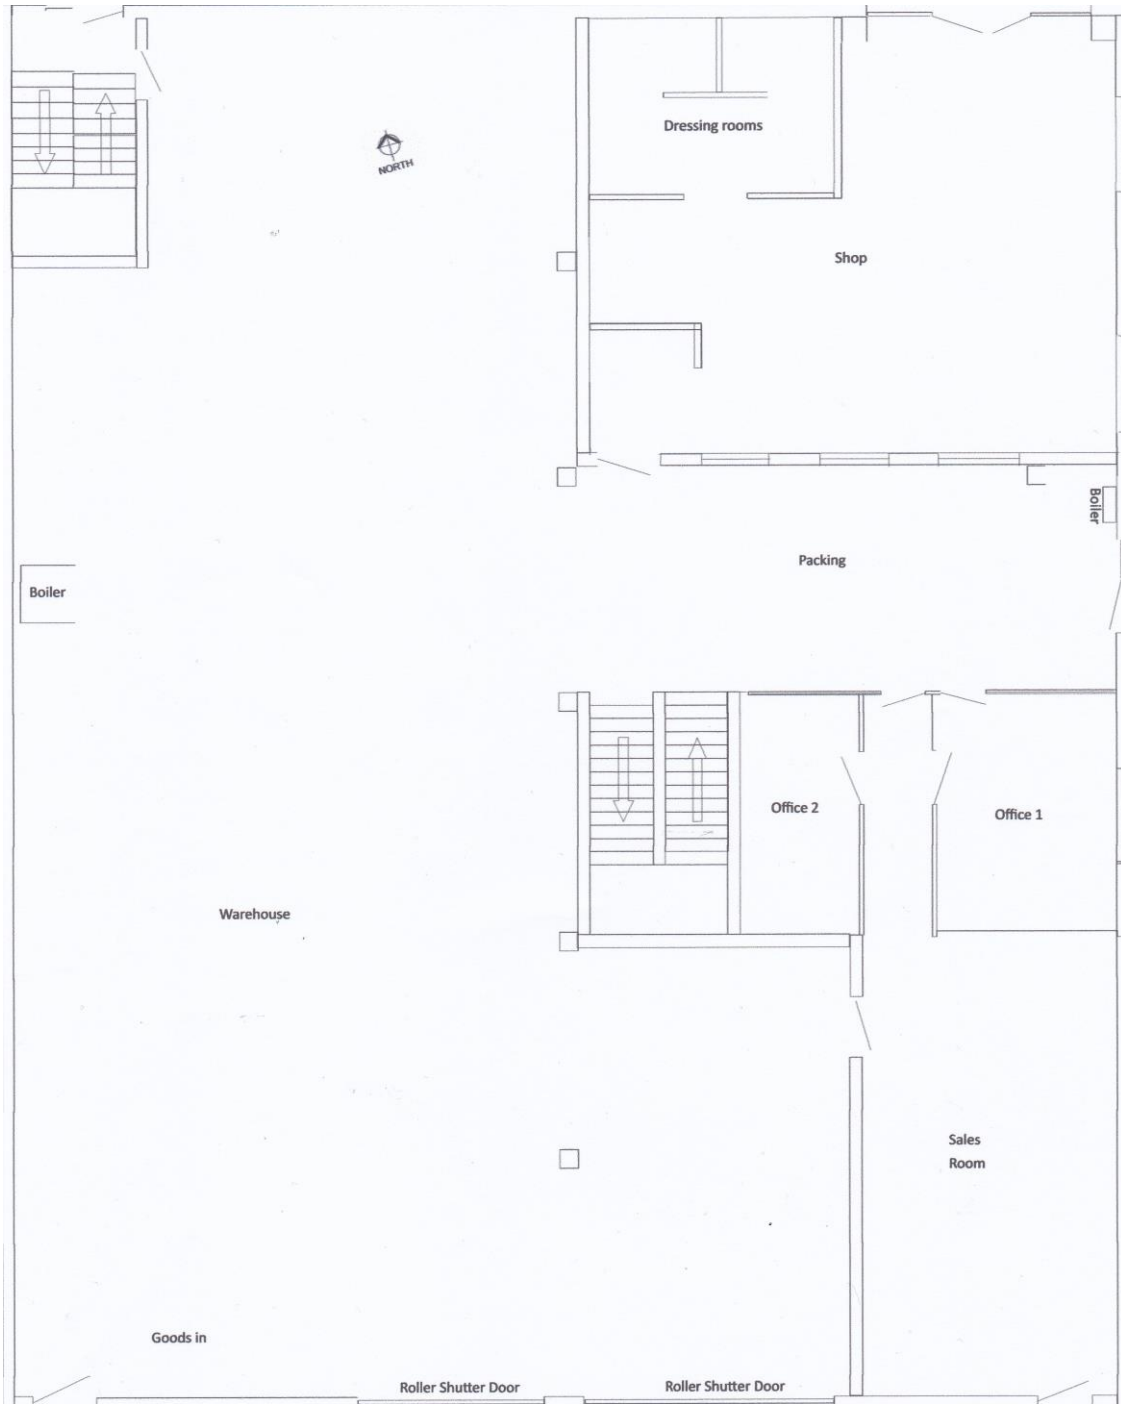 Dressing rooms
NORTH
Shop
Boiler
Packing
Boiler
Office 2
Office 1
Warehouse
Sales
Room
Goods in
Roller Shutter Door
Roller Shutter Door